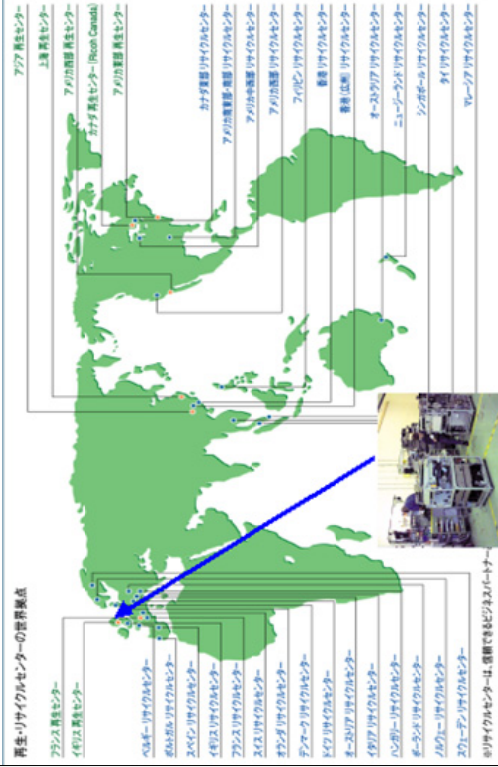 再生・リサイクルセンターの世界拠点
フランス 再生センター
イギリス 再生センター
ベルギー リサイクルセンター
ポルトガル リサイクルセンター
スペイン リサイクルセンター
イギリス リサイクルセンター
フランス リサイクルセンター
スイス リサイクルセンター
オランダ リサイクルセンター
デンマーク リサイクルセンター
ドイツ リサイクルセンター
オーストリア リサイクルセンター
イタリア リサイクルセンター
ハンガリー リサイクルセンター
ポーランド リサイクルセンター
ノルウェー リサイクルセンター
スウェーデン リサイクルセンター
アジア 再生センター
上海 再生センター
アメリカ西部 再生センター
カナダ 再生センター(Ricoh Canada)
アメリカ東部 再生センター
カナダ東部 リサイクルセンター
アメリカ南東部・南部 リサイクルセンター
アメリカ中西部 リサイクルセンター
アメリカ西部 リサイクルセンター
フィリピン リサイクルセンター
香港 リサイクルセンター
香港(広州) リサイクルセンター
オーストラリア リサイクルセンター
ニュージーランド リサイクルセンター
シンガポール リサイクルセンター
タイ リサイクルセンター
マレーシア リサイクルセンター
※リサイクルセンターは、信頼できるビジネスパートナー